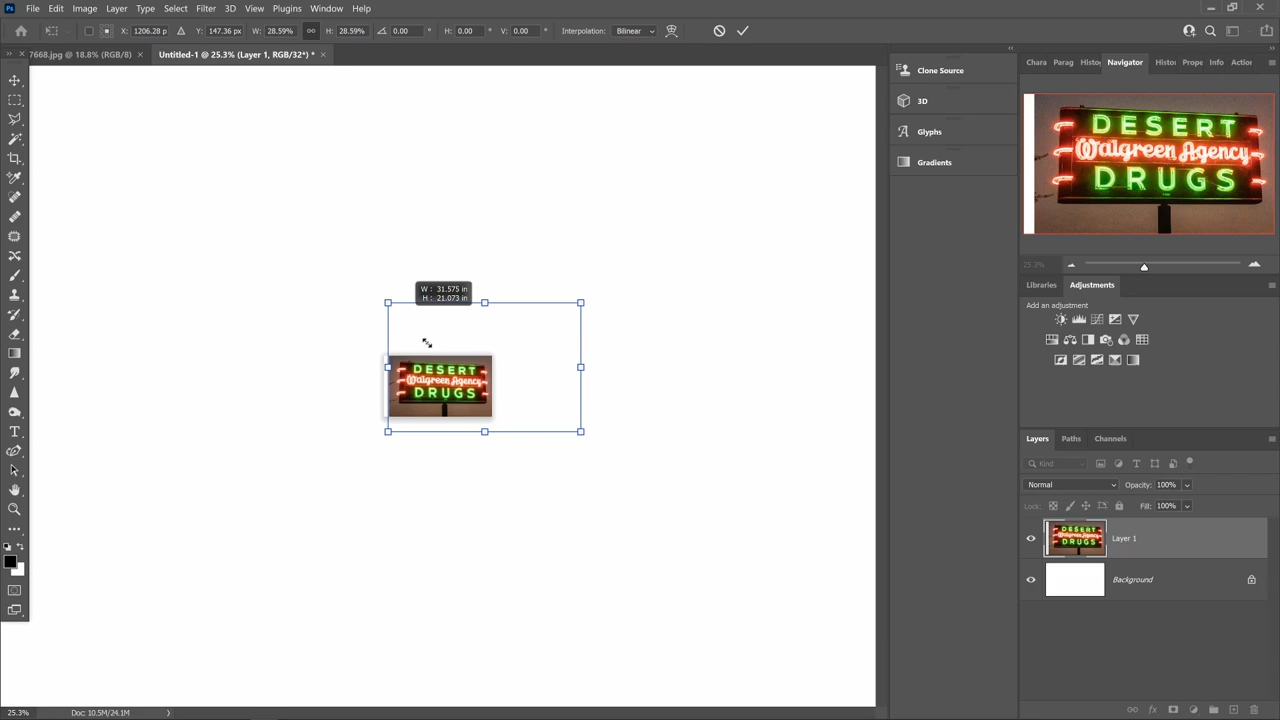 Ps File Edit Image Layer Type Select Filter 3D View Plugins Window Help
X: 1206.28 p Y: 147.36 px W: 28.59% H: 28.59% 0.00 ° H: 0.00 ° V: 0.00 ° Interpolation: Bilinear
7668.jpg @ 18.8% (RGB/8) × Untitled-1 @ 25.3% (Layer 1, RGB/32*) * ×
Clone Source
3D
Glyphs
Gradients
Chara Parag Histo Navigator Histor Prope Info Action
DESERT
Walgreen Agency
DRUGS
25.3%
Libraries Adjustments
Add an adjustment
W: 31.575 in
H: 21.073 in
DESERT
Walgreen Agency
DRUGS
Layers Paths Channels
Kind
Normal Opacity: 100%
Lock: Fill: 100%
DESERT
DRUGS
Layer 1
Background
25.3% Doc: 10.5M/24.1M